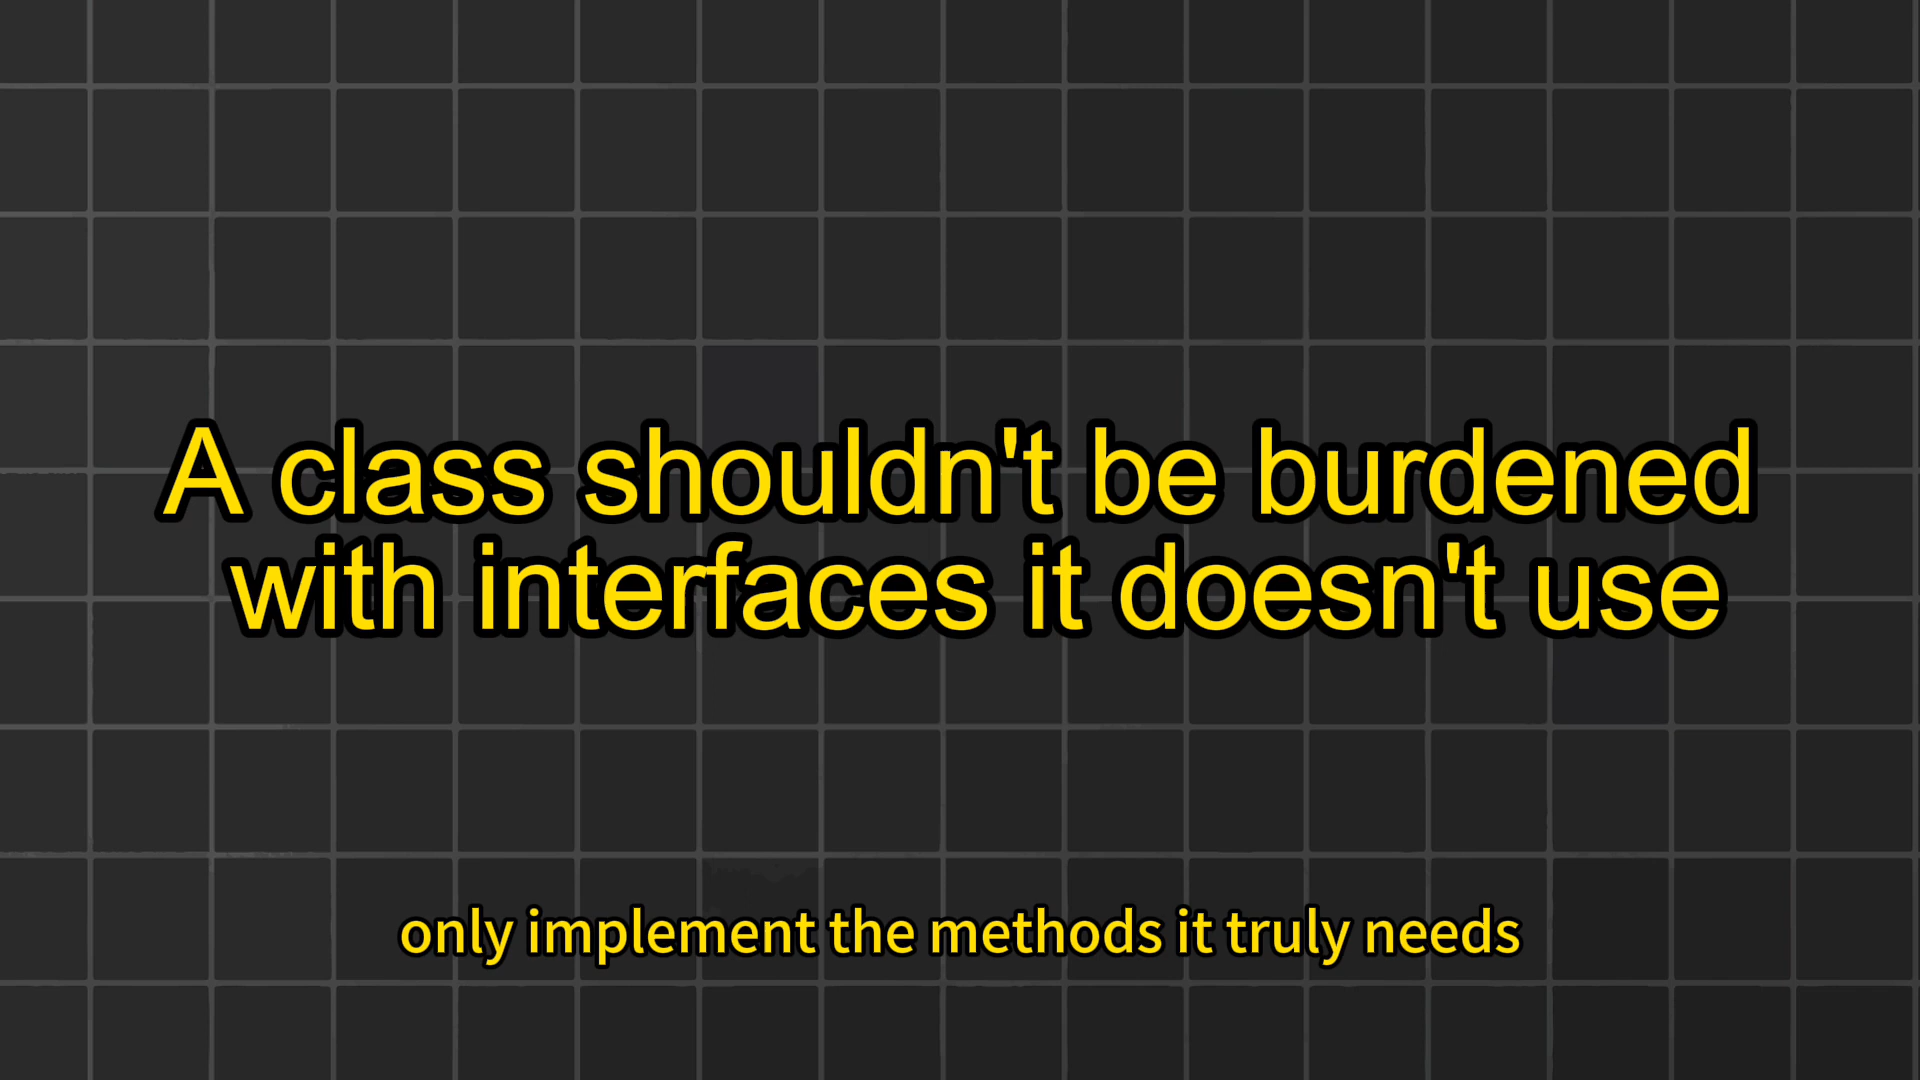 A class shouldn't be burdened
with interfaces it doesn't use
only implement the methods it truly needs